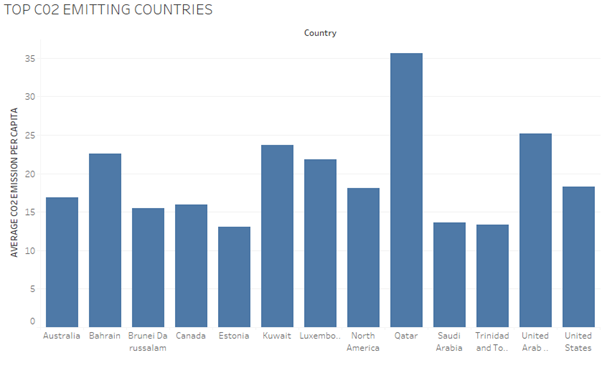 TOP C02 EMITTING COUNTRIES
Country
AVERAGE CO2 EMISSION PER CAPITA
35
30
25
20
15
10
5
0
Australia Bahrain Brunei Da Canada Estonia Kuwait Luxembo.. North Qatar Saudi Trinidad United United
russalam America Arabia and To.. Arab .. States